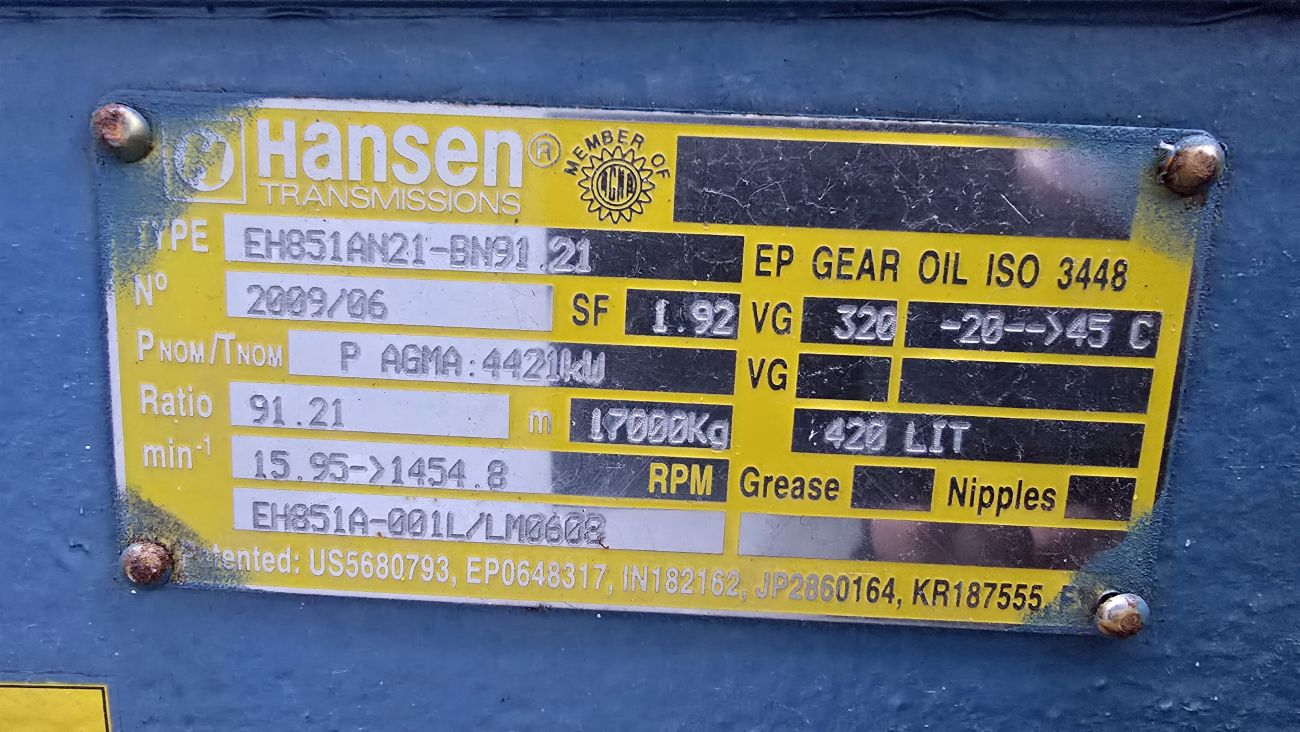 Hansen®
TRANSMISSIONS
MEMBER OF
AGMA
TYPE EH851AN21-BN91.21
EP GEAR OIL ISO 3448
Nº 2009/06 SF 1.92 VG 320 -20-->45 C
PNOM/TNOM P AGMA:4421kW VG
Ratio 91.21 m 17000Kg 420 LIT
min-1 15.95->1454.8 RPM Grease Nipples
EH851A-001L/LM0608
Patented: US5680793, EP0648317, IN182162, JP2860164, KR187555